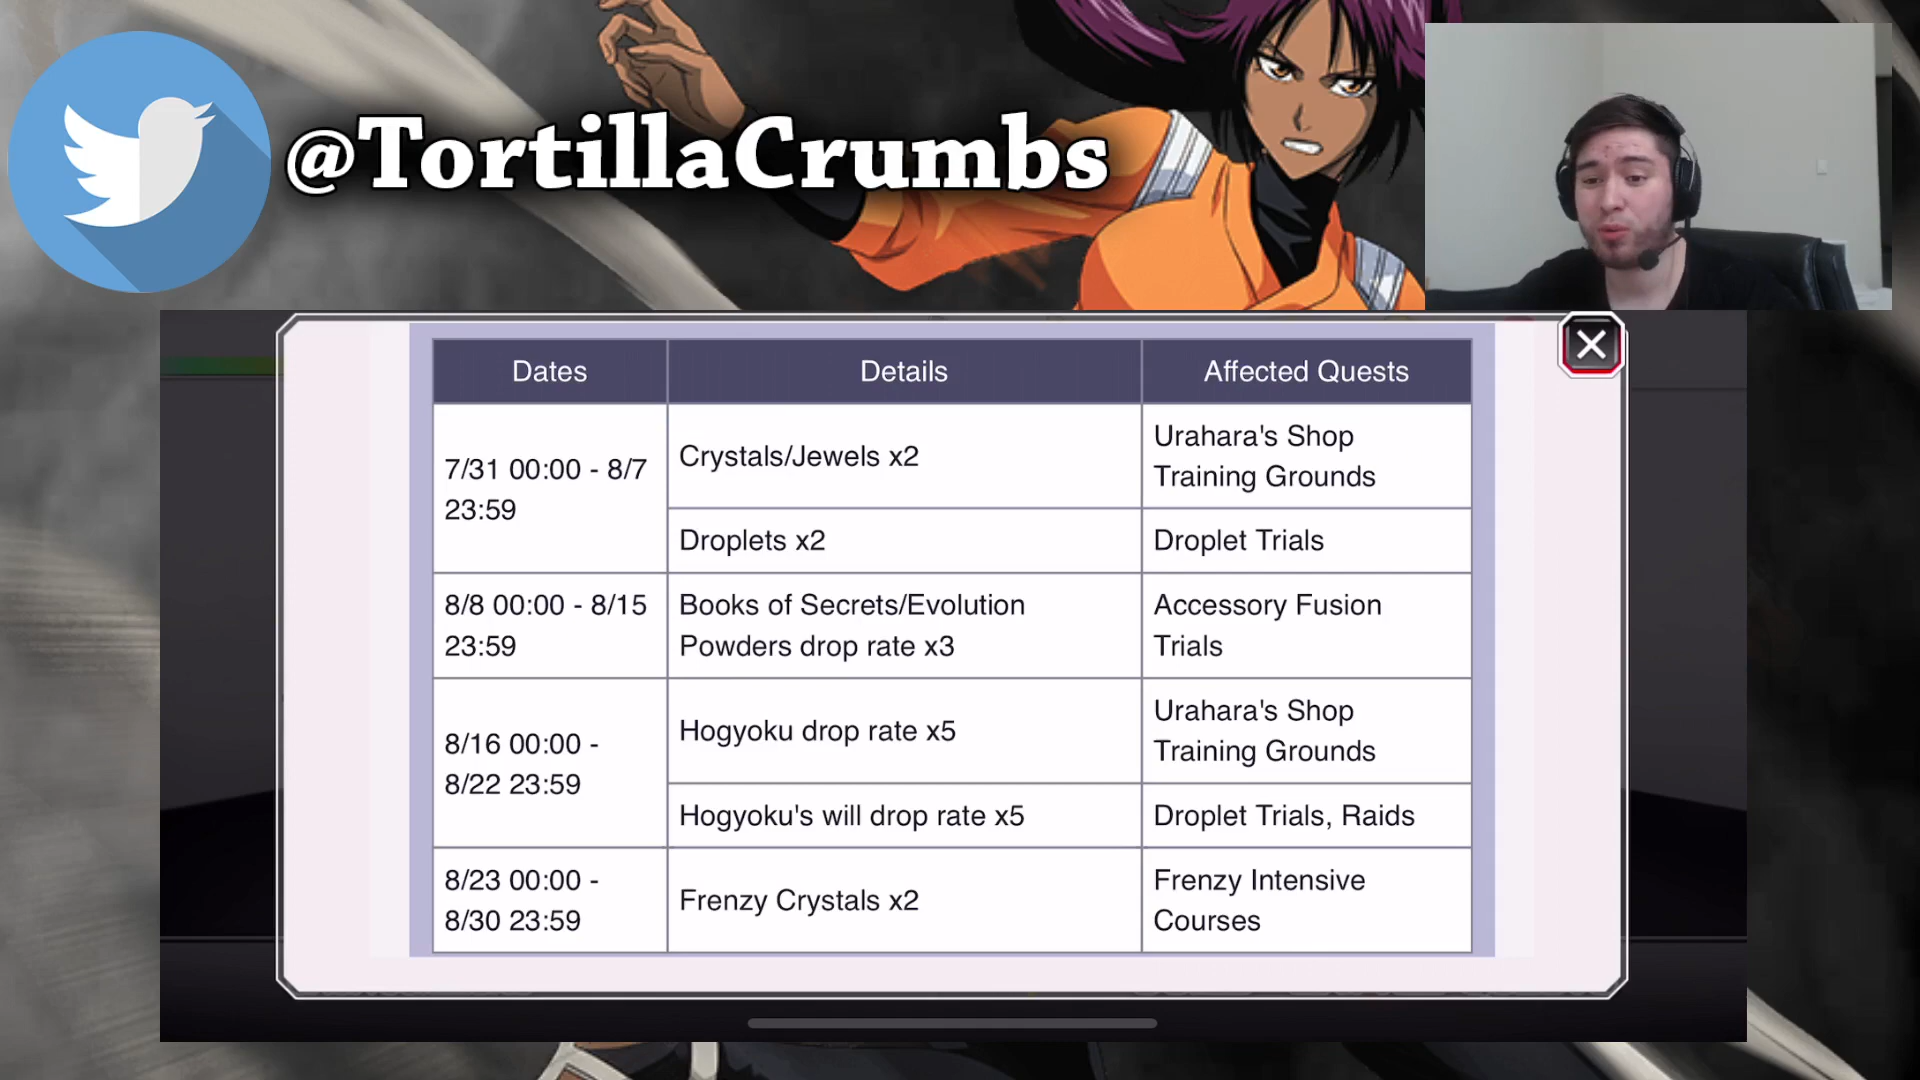 @TortillaCrumbs
Dates
Details
Affected Quests
7/31 00:00 - 8/7
23:59
Crystals/Jewels x2
Urahara's Shop
Training Grounds
Droplets x2
Droplet Trials
8/8 00:00 - 8/15
23:59
Books of Secrets/Evolution
Powders drop rate x3
Accessory Fusion
Trials
8/16 00:00 -
8/22 23:59
Hogyoku drop rate x5
Urahara's Shop
Training Grounds
Hogyoku's will drop rate x5
Droplet Trials, Raids
8/23 00:00 -
8/30 23:59
Frenzy Crystals x2
Frenzy Intensive
Courses